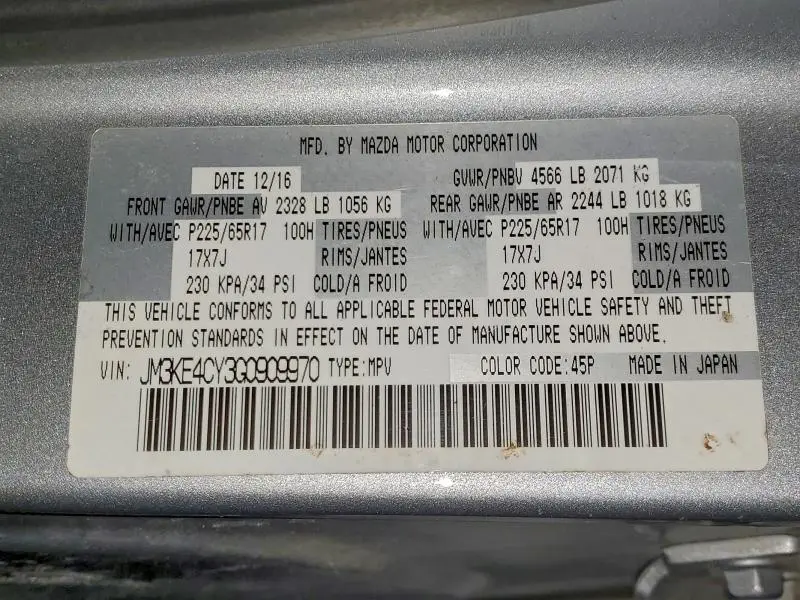 MFD. BY MAZDA MOTOR CORPORATION
DATE 12/16 GVWR/PNBV 4566 LB 2071 KG
FRONT GAWR/PNBE AV 2328 LB 1056 KG REAR GAWR/PNBE AR 2244 LB 1018 KG
WITH/AVEC P225/65R17 100H TIRES/PNEUS WITH/AVEC P225/65R17 100H TIRES/PNEUS
17X7J RIMS/JANTES 17X7J RIMS/JANTES
230 KPA/34 PSI COLD/A FROID 230 KPA/34 PSI COLD/A FROID
THIS VEHICLE CONFORMS TO ALL APPLICABLE FEDERAL MOTOR VEHICLE SAFETY AND THEFT
PREVENTION STANDARDS IN EFFECT ON THE DATE OF MANUFACTURE SHOWN ABOVE.
VIN: JM3KE4CY3G0909970 TYPE:MPV COLOR CODE:45P MADE IN JAPAN